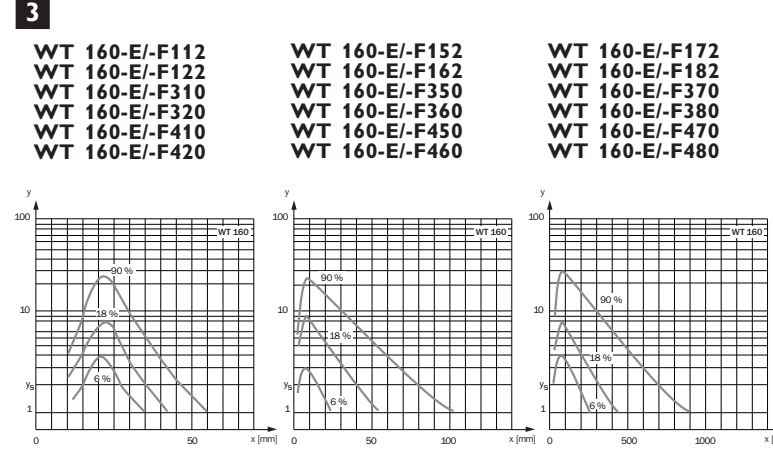 3
WT 160-E/-F112
WT 160-E/-F122
WT 160-E/-F310
WT 160-E/-F320
WT 160-E/-F410
WT 160-E/-F420
WT 160-E/-F152
WT 160-E/-F162
WT 160-E/-F350
WT 160-E/-F360
WT 160-E/-F450
WT 160-E/-F460
WT 160-E/-F172
WT 160-E/-F182
WT 160-E/-F370
WT 160-E/-F380
WT 160-E/-F470
WT 160-E/-F480
y
100
WT 160
90 %
10
18 %
6 %
ys
1
0
50
x [mm]
y
100
WT 160
90 %
10
18 %
ys
6 %
1
0
50
100
x [mm]
y
100
WT 160
90 %
10
18 %
ys
6 %
1
0
500
1000
x [